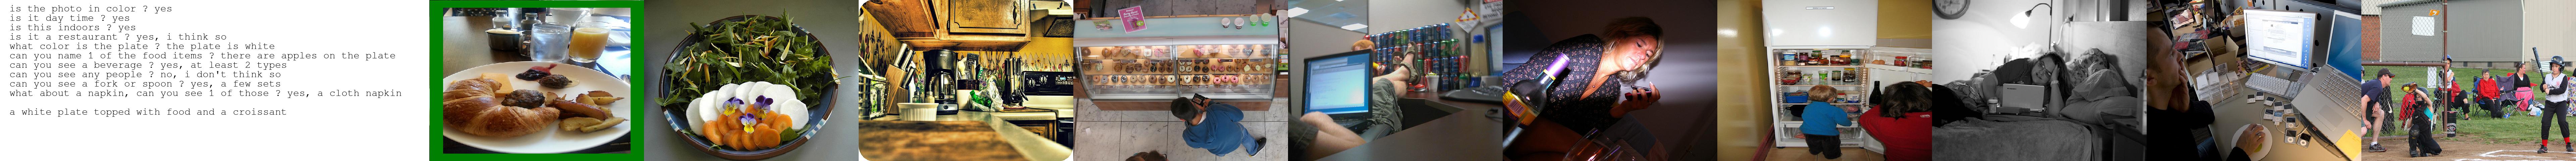 is the photo in color ? yes
is it day time ? yes
is this indoors ? yes
is it a restaurant ? yes, i think so
what color is the plate ? the plate is white
can you name 1 of the food items ? there are apples on the plate
can you see a beverage ? yes, at least 2 types
can you see any people ? no, i don't think so
can you see a fork or spoon ? yes, a few sets
what about a napkin, can you see 1 of those ? yes, a cloth napkin
a white plate topped with food and a croissant